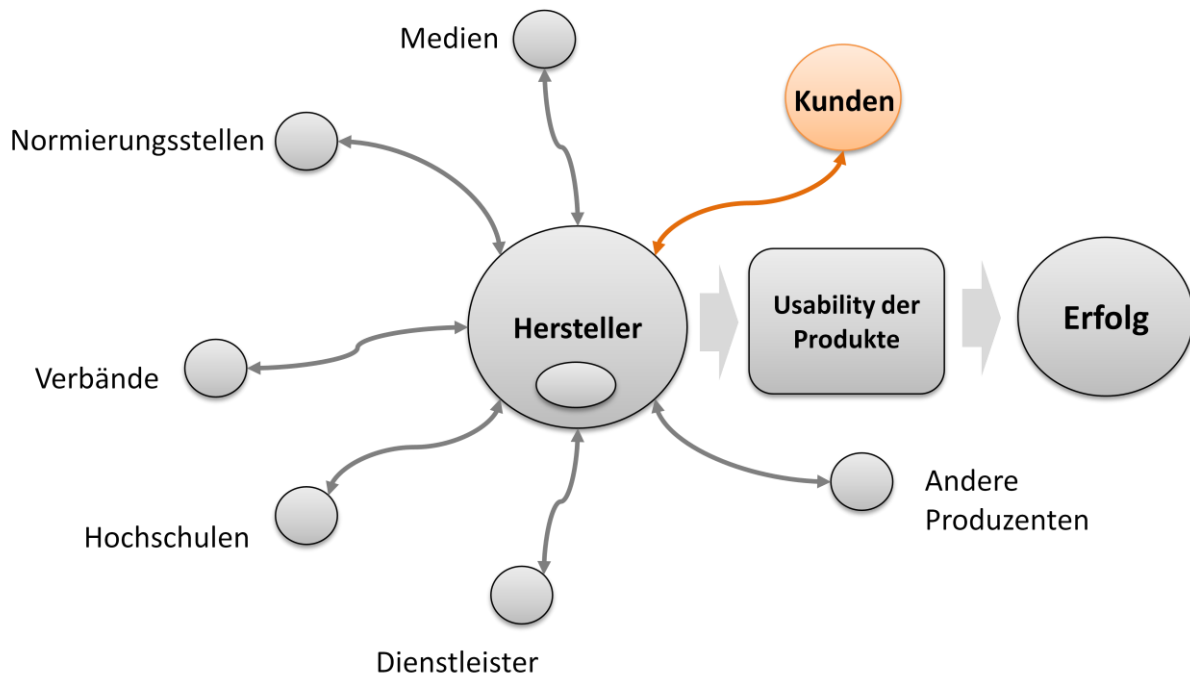 Medien
Kunden
Normierungsstellen
Hersteller
Usability der
Produkte
Erfolg
Verbände
Andere
Produzenten
Hochschulen
Dienstleister